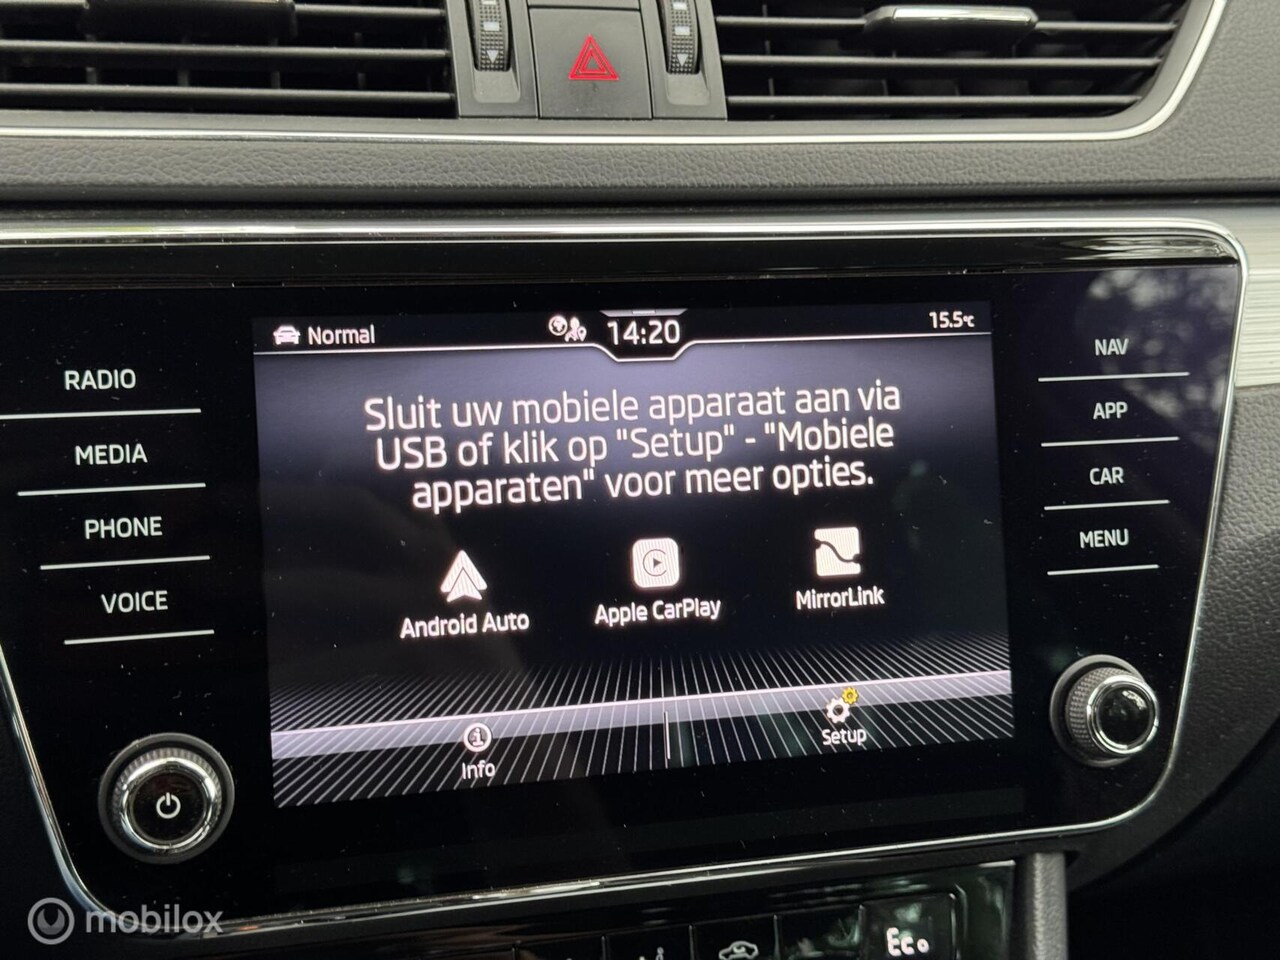 Normal
14:20
15.5°C
RADIO
MEDIA
PHONE
VOICE
Sluit uw mobiele apparaat aan via
USB of klik op "Setup" - "Mobiele
apparaten" voor meer opties.
Android Auto
Apple CarPlay
MirrorLink
Info
Setup
NAV
APP
CAR
MENU
Eco
mobilox